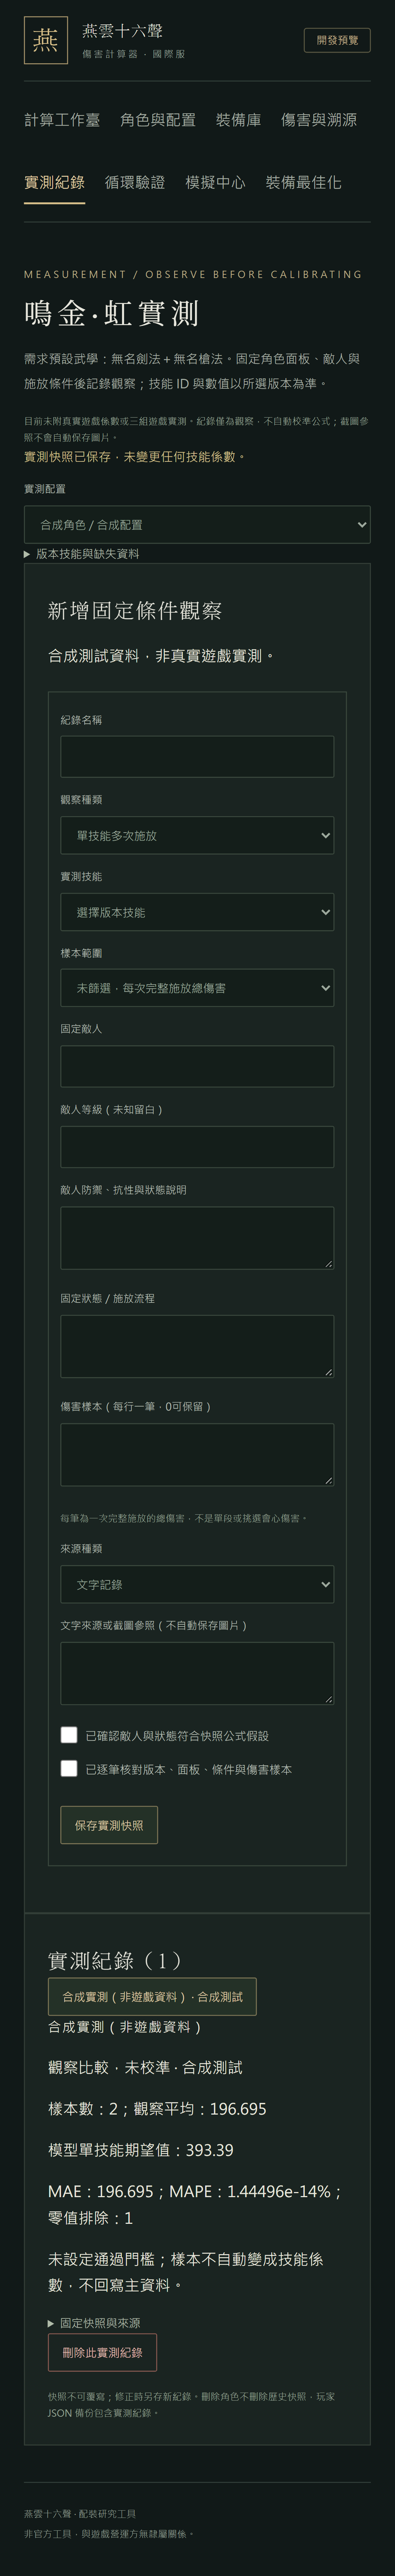 燕
燕雲十六聲
傷害計算器 · 國際服
開發預覽
計算工作臺 角色與配置 裝備庫 傷害與溯源
實測紀錄 循環驗證 模擬中心 裝備最佳化
MEASUREMENT / OBSERVE BEFORE CALIBRATING
鳴金·虹實測
需求預設武學：無名劍法＋無名槍法。固定角色面板、敵人與
施放條件後記錄觀察；技能 ID 與數值以所選版本為準。
目前未附真實遊戲係數或三組遊戲實測。紀錄僅為觀察，不自動校準公式；截圖參
照不會自動保存圖片。
實測快照已保存，未變更任何技能係數。
實測配置
合成角色 / 合成配置
▶ 版本技能與缺失資料
新增固定條件觀察
合成測試資料，非真實遊戲實測。
紀錄名稱
觀察種類
單技能多次施放
實測技能
選擇版本技能
樣本範圍
未篩選，每次完整施放總傷害
固定敵人
敵人等級（未知留白）
敵人防禦、抗性與狀態說明
固定狀態 / 施放流程
傷害樣本（每行一筆，0可保留）
每筆為一次完整施放的總傷害，不是單段或挑選會心傷害。
來源種類
文字記錄
文字來源或截圖參照（不自動保存圖片）
已確認敵人與狀態符合快照公式假設
已逐筆核對版本、面板、條件與傷害樣本
保存實測快照
實測紀錄（1）
合成實測（非遊戲資料）· 合成測試
合成實測（非遊戲資料）
觀察比較 · 未校準 · 合成測試
樣本數：2；觀察平均：196.695
模型單技能期望值：393.39
MAE：196.695；MAPE：1.44496e-14%；
零值排除：1
未設定通過門檻；樣本不自動變成技能係
數，不回寫主資料。
▶ 固定快照與來源
刪除此實測紀錄
快照不可覆寫；修正時另存新紀錄。刪除角色不刪除歷史快照，玩家
JSON 備份包含實測紀錄。
燕雲十六聲 · 配裝研究工具
非官方工具，與遊戲營運方無隸屬關係。